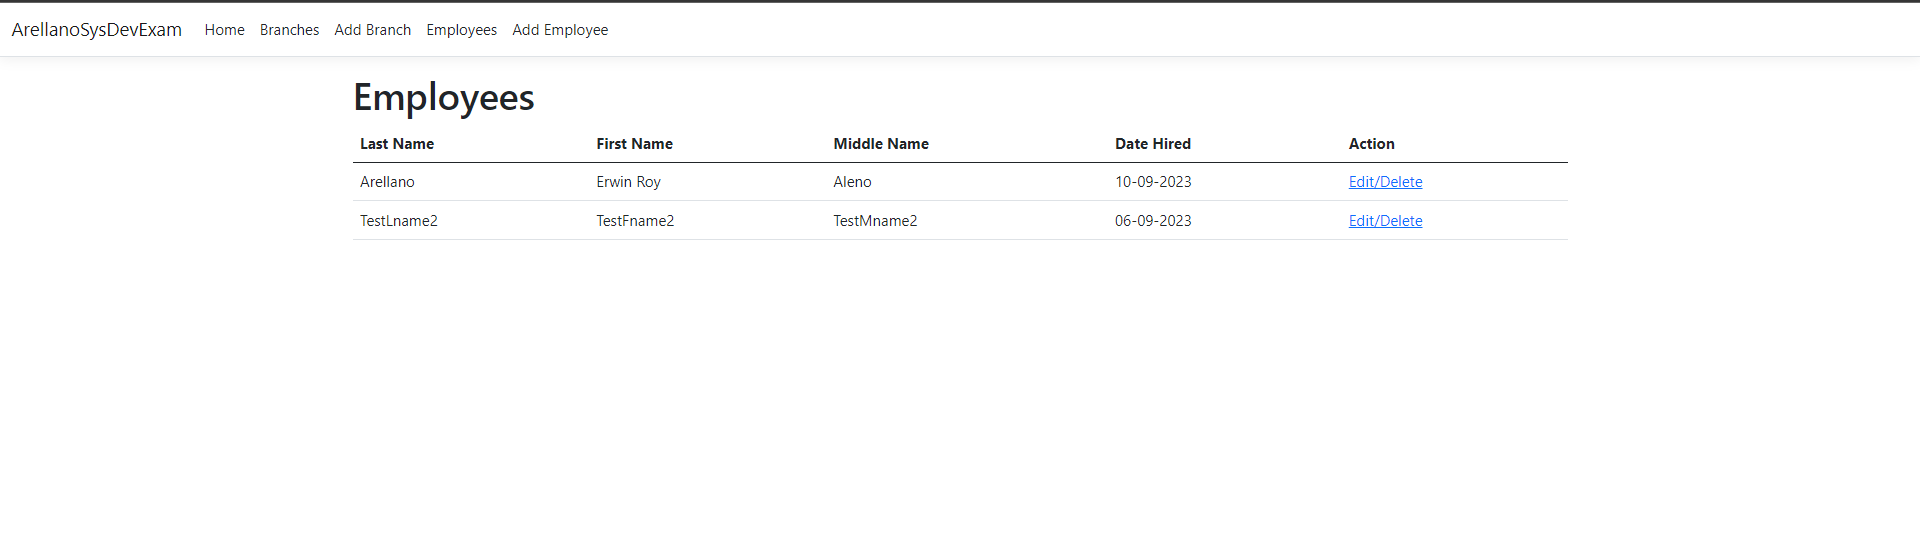 ArellanoSysDevExam Home Branches Add Branch Employees Add Employee
Employees
Last Name First Name Middle Name Date Hired Action
Arellano Erwin Roy Aleno 10-09-2023 Edit/Delete
TestLname2 TestFname2 TestMname2 06-09-2023 Edit/Delete